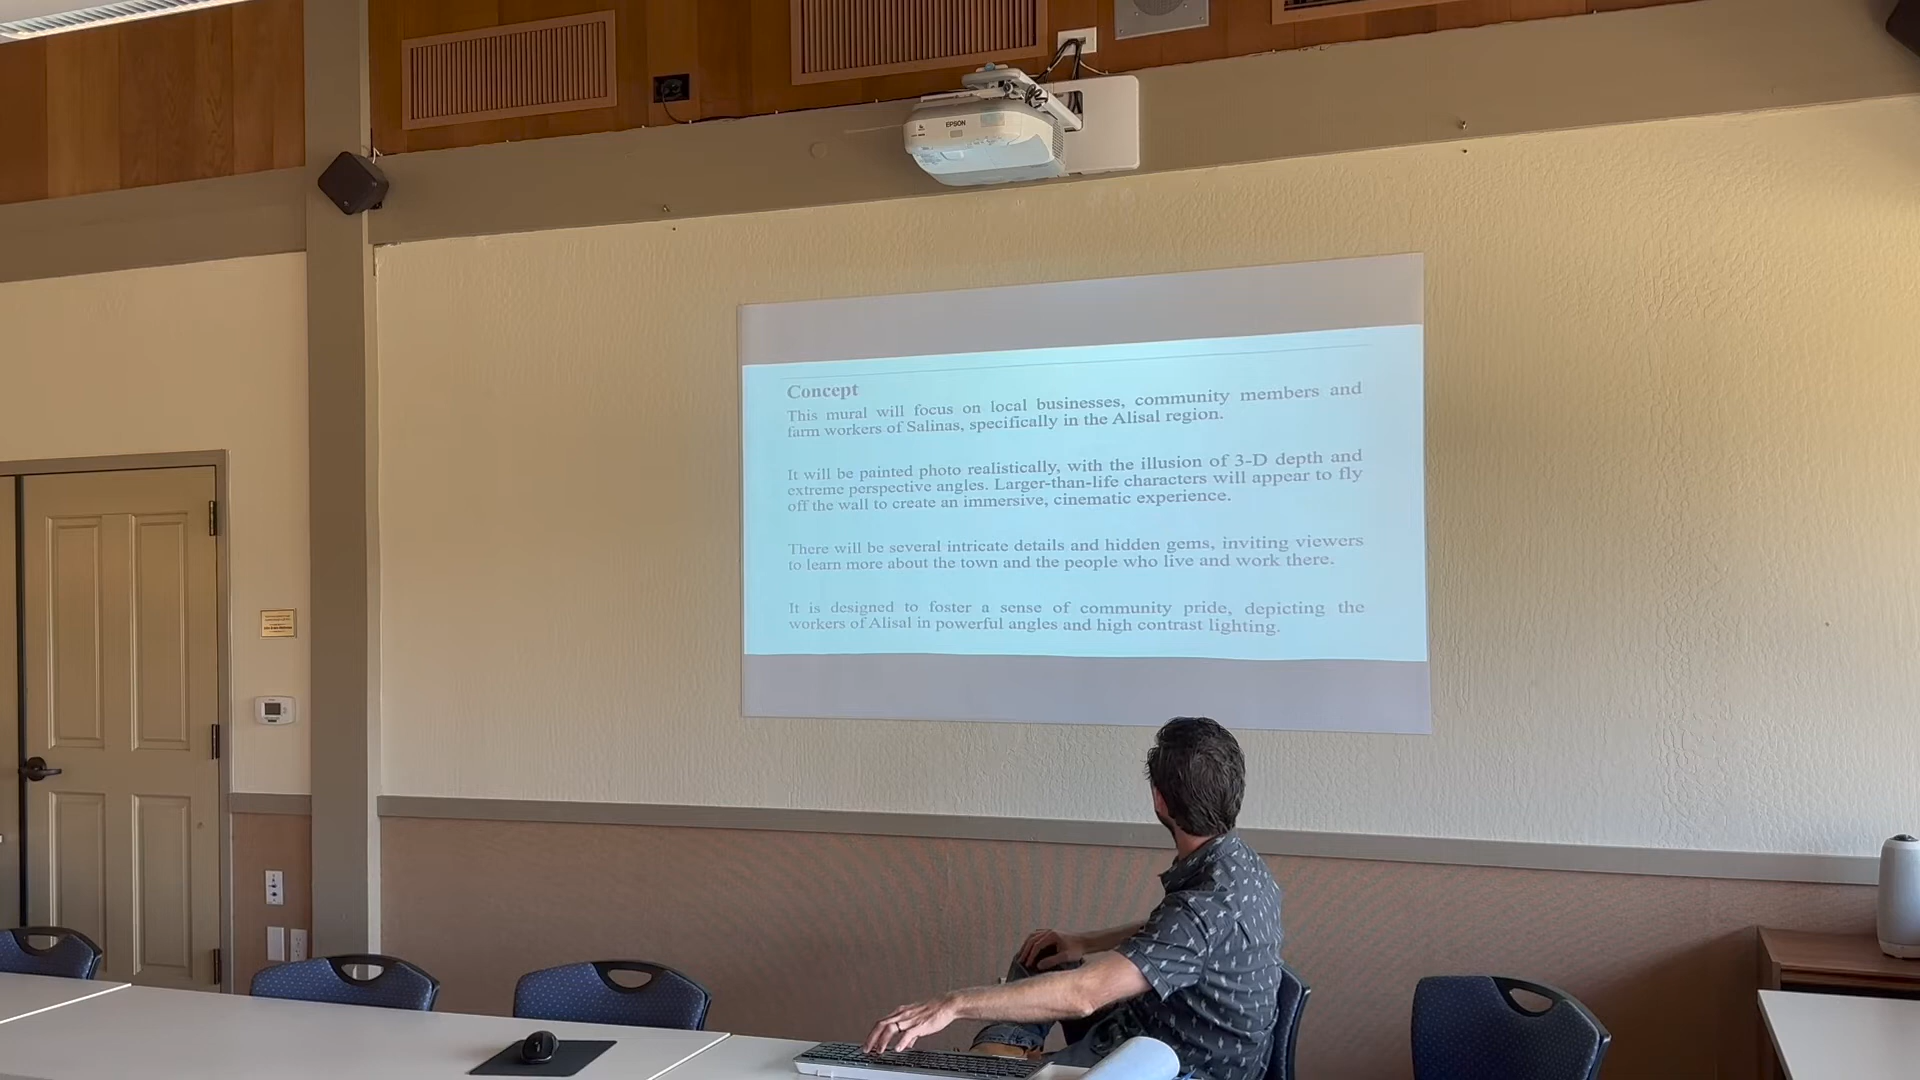 EPSON
Concept
This mural will focus on local businesses, community members and
farm workers of Salinas, specifically in the Alisal region.
It will be painted photo realistically, with the illusion of 3-D depth and
extreme perspective angles. Larger-than-life characters will appear to fly
off the wall to create an immersive, cinematic experience.
There will be several intricate details and hidden gems, inviting viewers
to learn more about the town and the people who live and work there.
It is designed to foster a sense of community pride, depicting the
workers of Alisal in powerful angles and high contrast lighting.